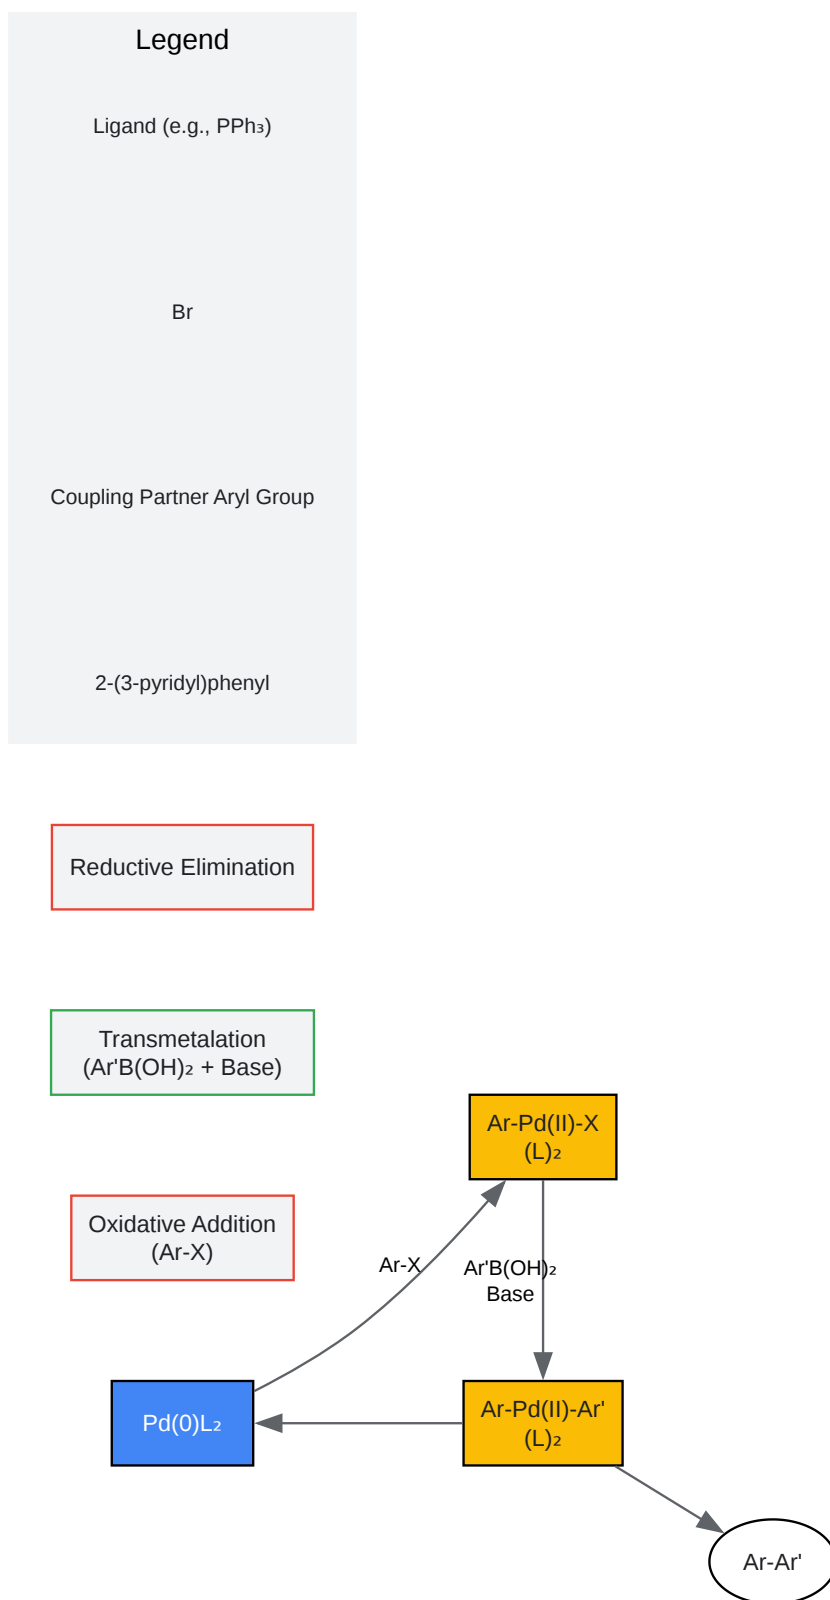 Legend
Ligand (e.g., PPh₃)
Br
Coupling Partner Aryl Group
2-(3-pyridyl)phenyl
Reductive Elimination
Transmetalation
(Ar'B(OH)₂ + Base)
Ar-Pd(II)-X
(L)₂
Oxidative Addition
(Ar-X)
Ar-X
Ar'B(OH)₂
Base
Pd(0)L₂
Ar-Pd(II)-Ar'
(L)₂
Ar-Ar'